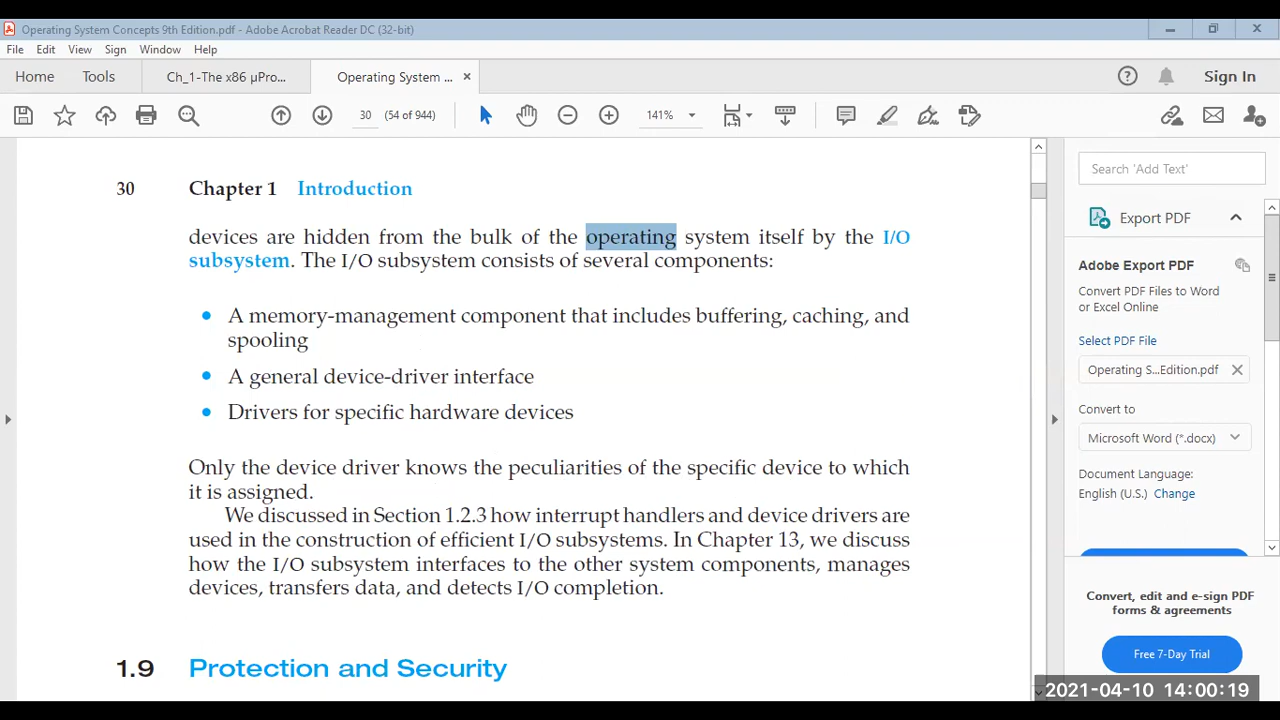 Operating System Concepts 9th Edition.pdf - Adobe Acrobat Reader DC (32-bit)
File Edit View Sign Window Help
Home Tools Ch_1-The x86 µPro... Operating System ... × Sign In
30 (54 of 944) 141%
30 Chapter 1 Introduction
devices are hidden from the bulk of the operating system itself by the I/O
subsystem. The I/O subsystem consists of several components:
• A memory-management component that includes buffering, caching, and
spooling
• A general device-driver interface
• Drivers for specific hardware devices
Only the device driver knows the peculiarities of the specific device to which
it is assigned.
We discussed in Section 1.2.3 how interrupt handlers and device drivers are
used in the construction of efficient I/O subsystems. In Chapter 13, we discuss
how the I/O subsystem interfaces to the other system components, manages
devices, transfers data, and detects I/O completion.
1.9 Protection and Security
Search 'Add Text'
Export PDF
Adobe Export PDF
Convert PDF Files to Word
or Excel Online
Select PDF File
Operating S...Edition.pdf ×
Convert to
Microsoft Word (*.docx)
Document Language:
English (U.S.) Change
Convert, edit and e-sign PDF
forms & agreements
Free 7-Day Trial
2021-04-10 14:00:19